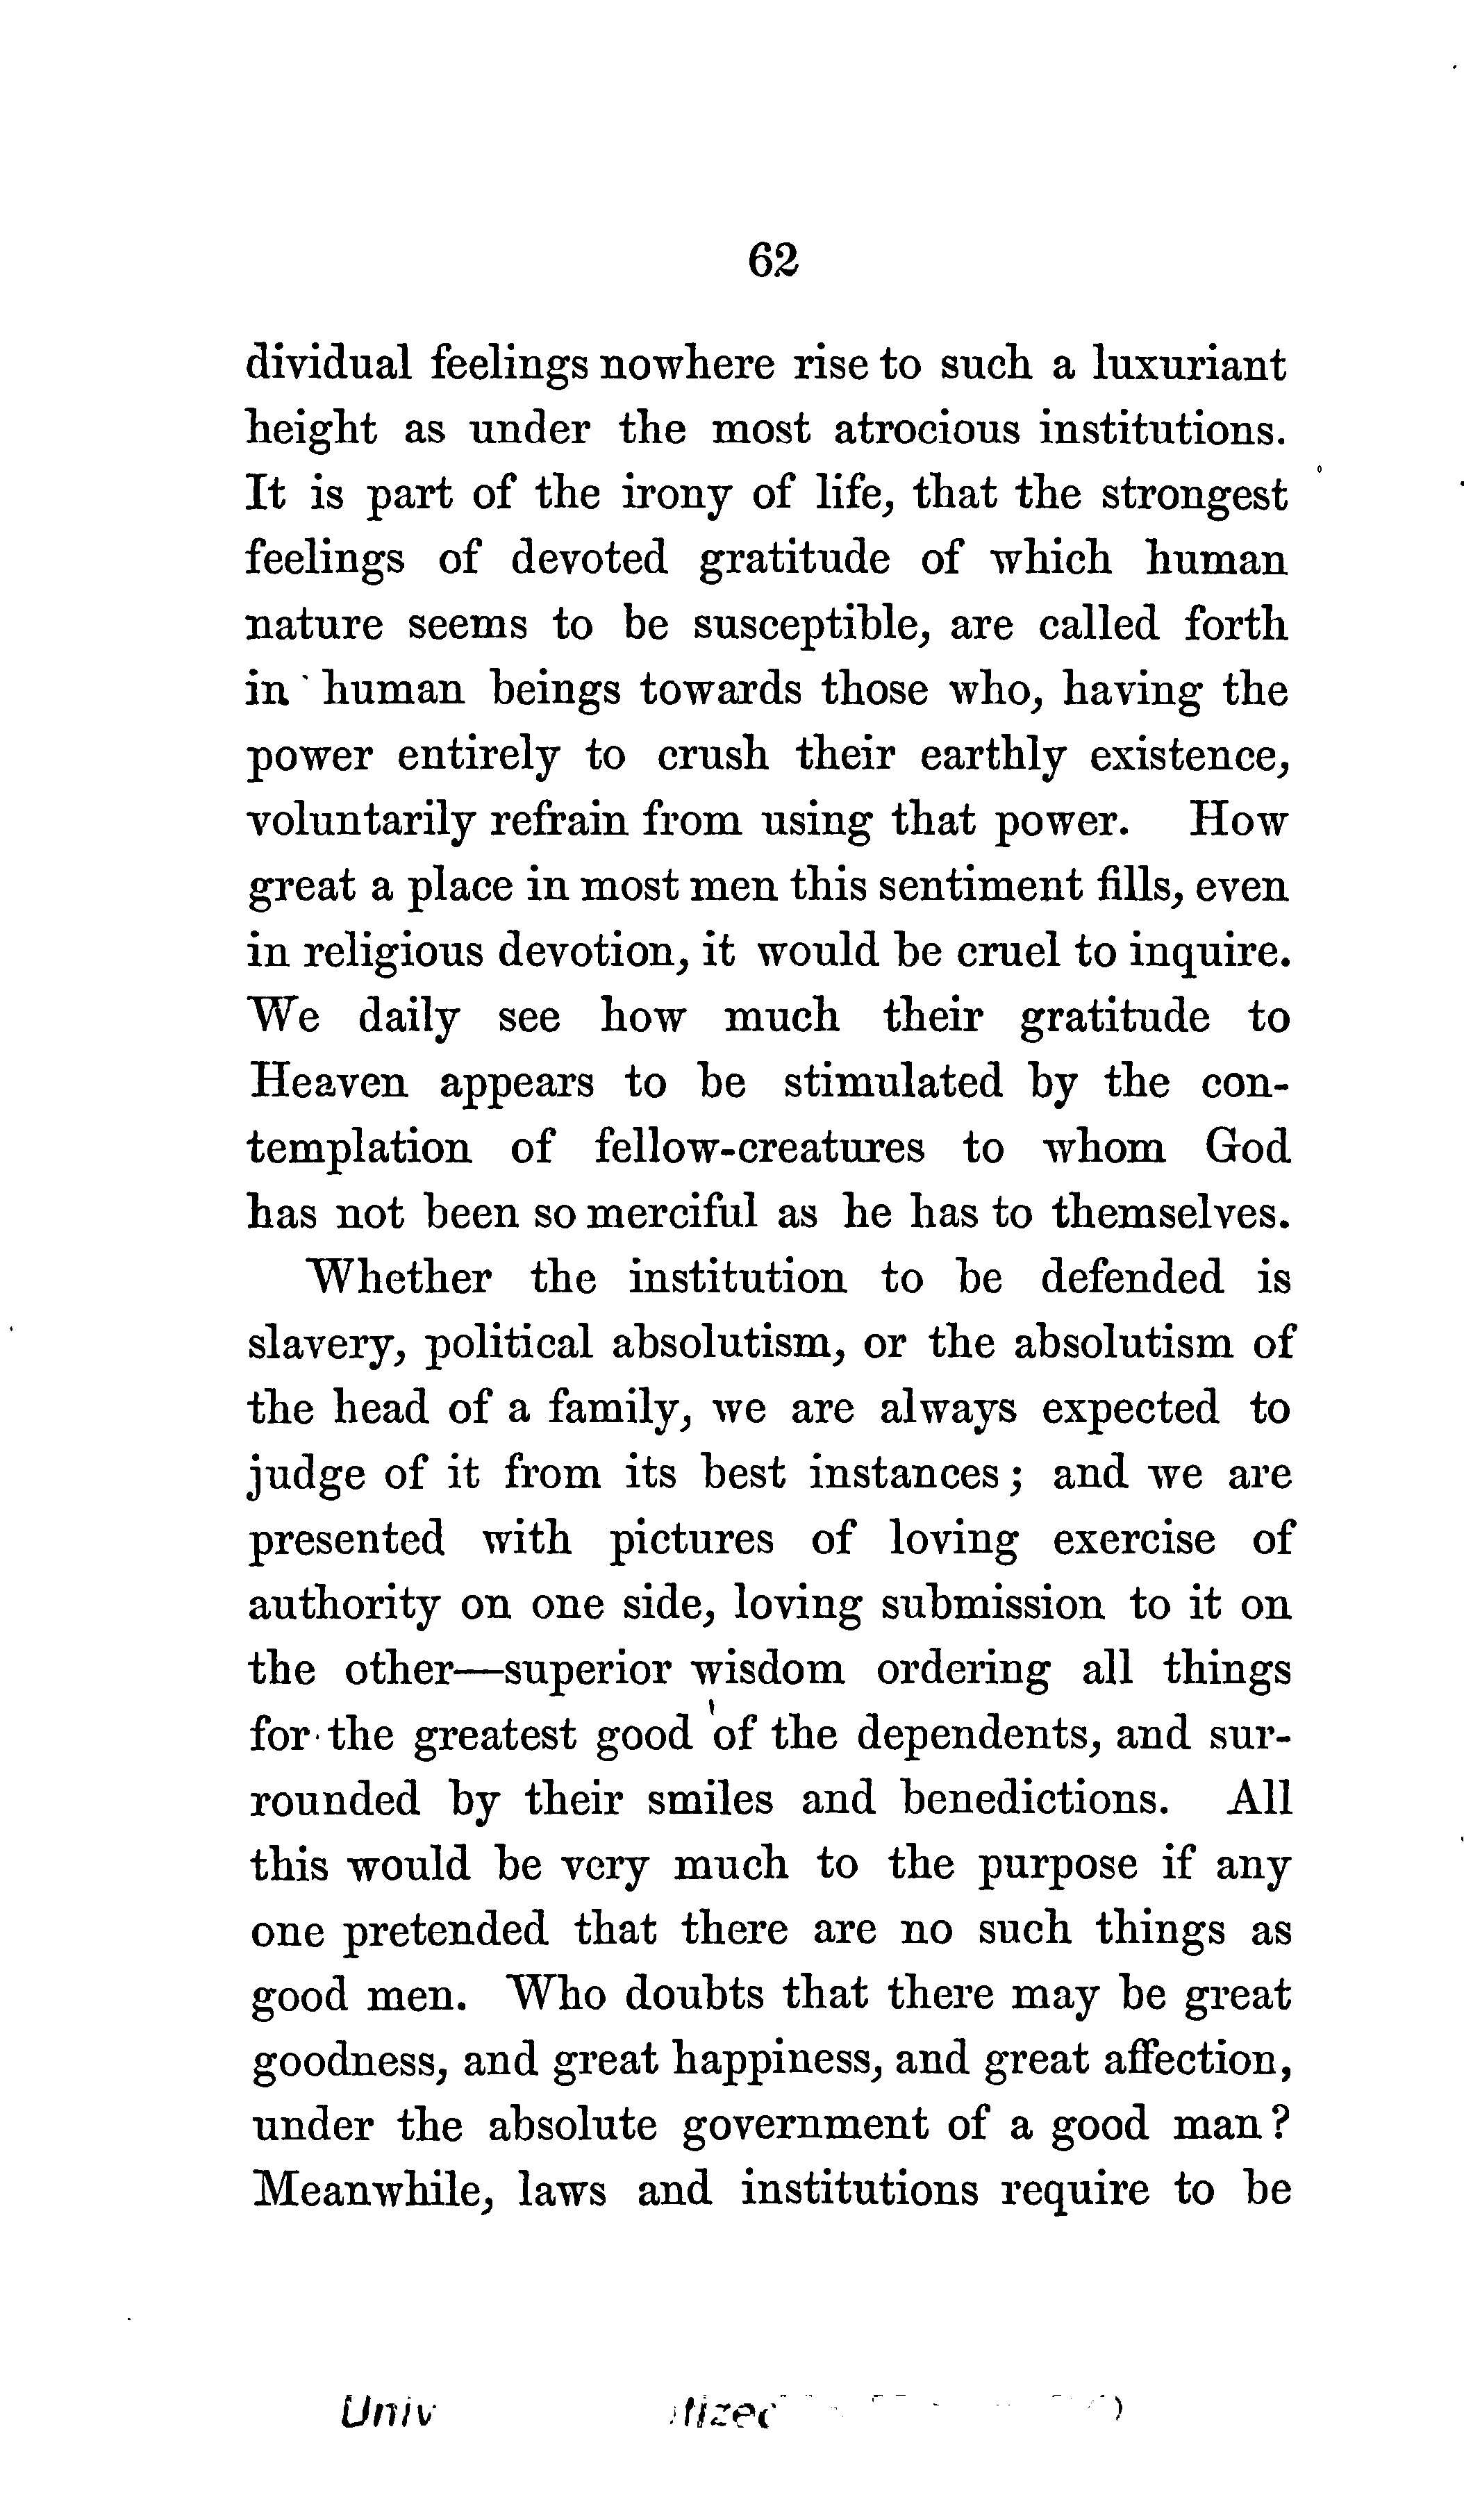 62
dividual feelings nowhere rise to such a luxuriant
height as under the most atrocious institutions.
It is part of the irony of life, that the strongest
feelings of devoted gratitude of which human
nature seems to be susceptible, are called forth
in human beings towards those who, having the
power entirely to crush their earthly existence,
voluntarily refrain from using that power. How
great a place in most men this sentiment fills, even
in religious devotion, it would be cruel to inquire.
We daily see how much their gratitude to
Heaven appears to be stimulated by the con-
templation of fellow-creatures to whom God
has not been so merciful as he has to themselves.
Whether the institution to be defended is
slavery, political absolutism, or the absolutism of
the head of a family, we are always expected to
judge of it from its best instances; and we are
presented with pictures of loving exercise of
authority on one side, loving submission to it on
the other—superior wisdom ordering all things
for the greatest good of the dependents, and sur-
rounded by their smiles and benedictions. All
this would be very much to the purpose if any
one pretended that there are no such things as
good men. Who doubts that there may be great
goodness, and great happiness, and great affection,
under the absolute government of a good man?
Meanwhile, laws and institutions require to be
Univ